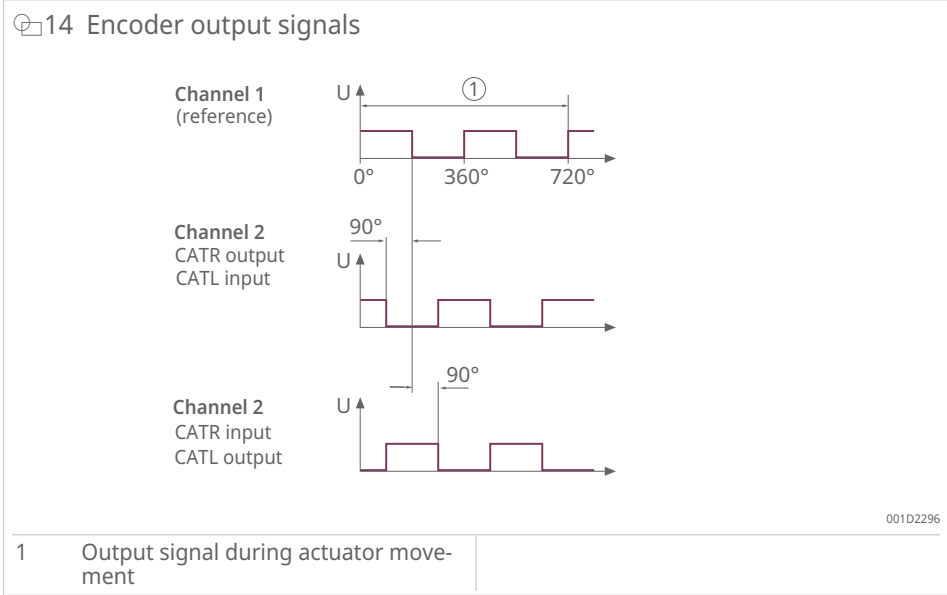 14 Encoder output signals
Channel 1
(reference)
U
1
0° 360° 720°
Channel 2
CATR output
CATL input
90°
U
90°
Channel 2
CATR input
CATL output
U
001D2296
1 Output signal during actuator move-
ment